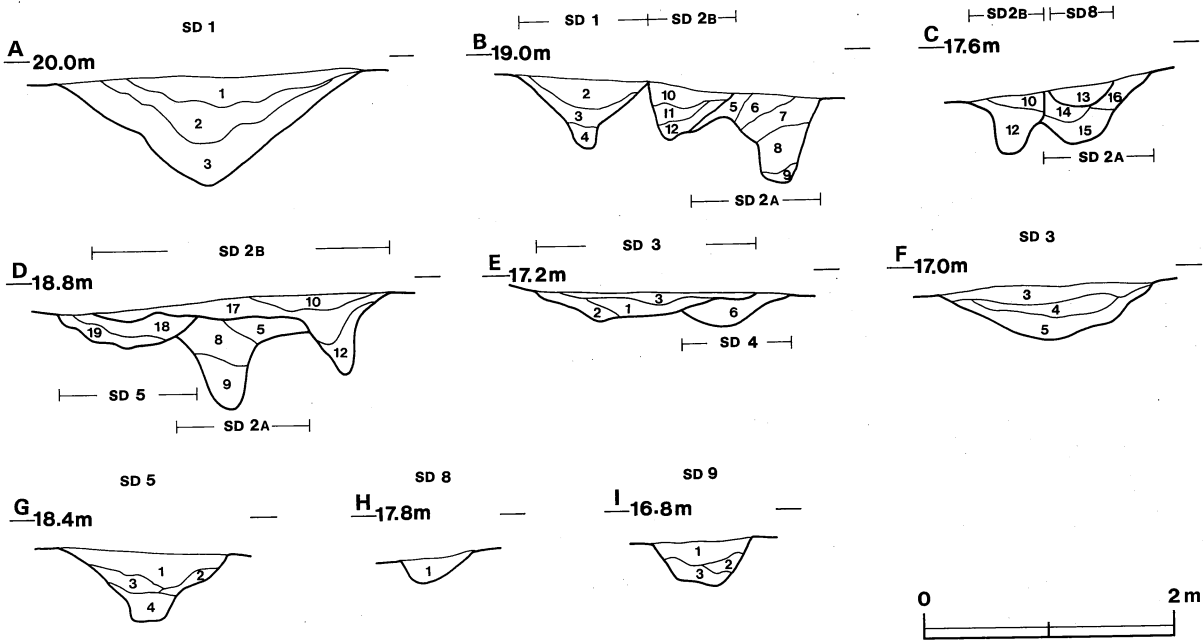 SD 1
A 20.0m
1
2
3
SD 1 SD 2B
B 19.0m
2 10 5 6
3 11 7
4 12 8
9
SD 2A
SD 2B SD 8
C 17.6m
10 13 16
12 14
15
SD 2A
SD 2B
D 18.8m
17 10
19 18 8 5
12
9
SD 5
SD 2A
SD 3
E 17.2m
2 1 3 6
SD 4
SD 3
F 17.0m
3
4
5
SD 5
G 18.4m
1
3 2
4
SD 8
H 17.8m
1
SD 9
I 16.8m
1
2
3
0 2 m